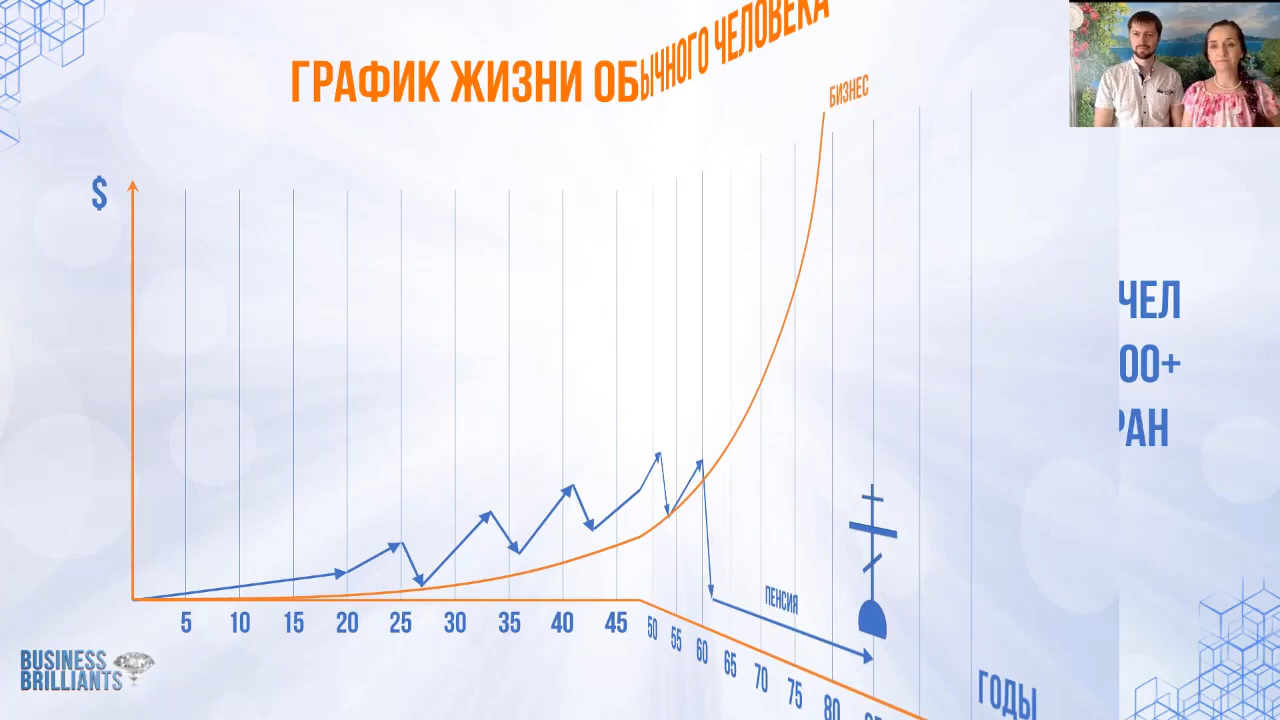 ГРАФИК ЖИЗНИ ОБЫЧНОГО ЧЕЛОВЕКА
БИЗНЕС
$
ЧЕЛ
00+
РАН
ПЕНСИЯ
5 10 15 20 25 30 35 40 45 50 55 60 65 70 75 80
ГОДЫ
BUSINESS
BRILLIANTS